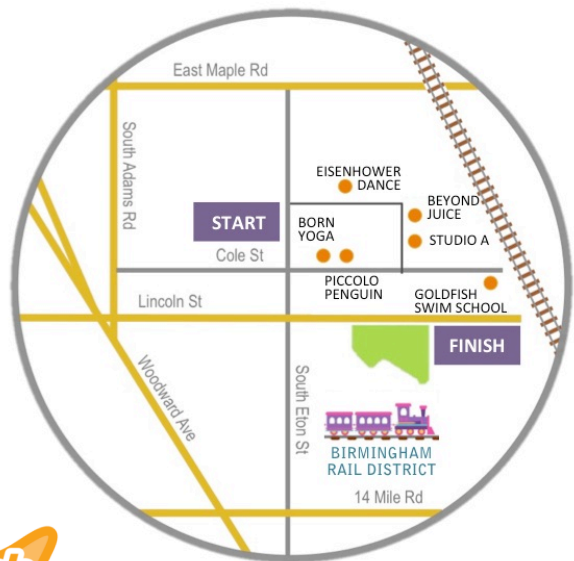 East Maple Rd
South Adams Rd
EISENHOWER
DANCE
BEYOND
JUICE
START
BORN
YOGA
STUDIO A
Cole St
PICCOLO
PENGUIN
GOLDFISH
SWIM SCHOOL
Lincoln St
FINISH
Woodward Ave
South Eton St
BIRMINGHAM
RAIL DISTRICT
14 Mile Rd